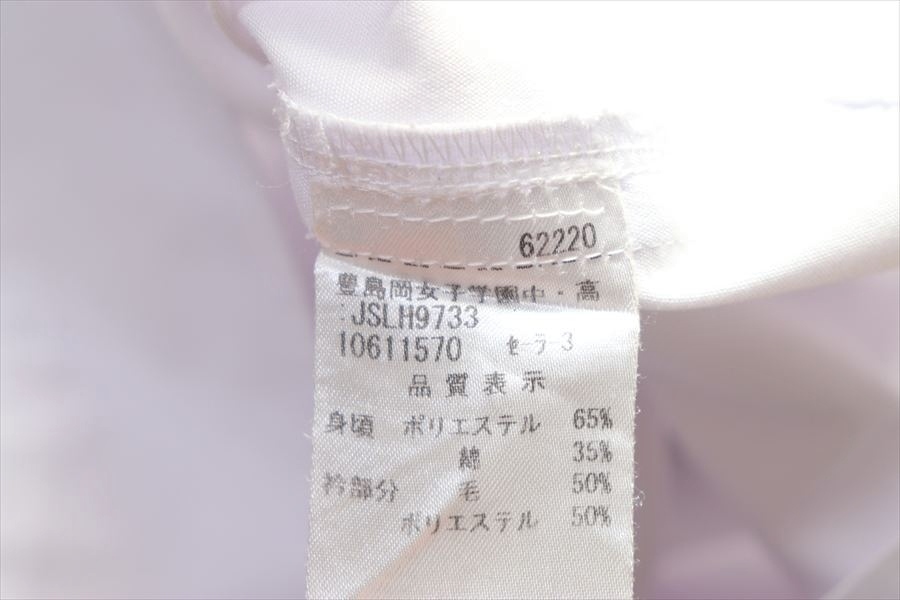 62220
豊島岡女子学園中・高
JSLH9733
10611570 セーラー3
品質表示
身頃 ポリエステル 65%
綿 35%
衿部分 毛 50%
ポリエステル 50%